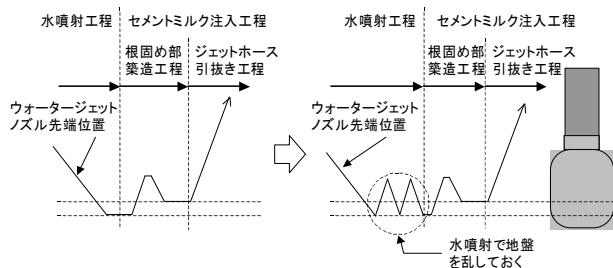 水噴射工程
セメントミルク注入工程
根固め部
築造工程
ジェットホース
引抜き工程
ウォータージェット
ノズル先端位置
水噴射工程
セメントミルク注入工程
根固め部
築造工程
ジェットホース
引抜き工程
ウォータージェット
ノズル先端位置
水噴射で地盤
を乱しておく